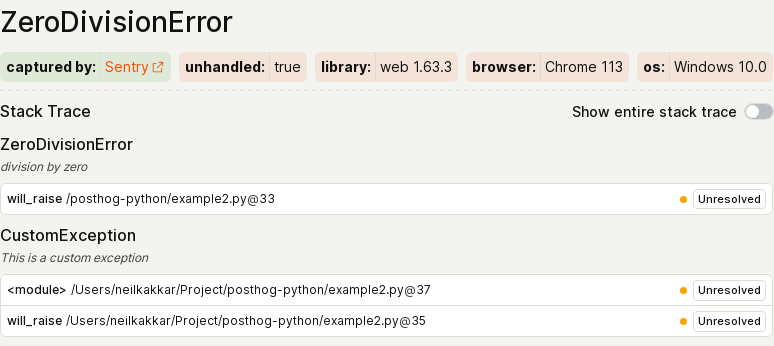 ZeroDivisionError
captured by: Sentry unhandled: true library: web 1.63.3 browser: Chrome 113 os: Windows 10.0
Stack Trace Show entire stack trace
ZeroDivisionError
division by zero
will_raise /posthog-python/example2.py@33 Unresolved
CustomException
This is a custom exception
<module> /Users/neilkakkar/Project/posthog-python/example2.py@37 Unresolved
will_raise /Users/neilkakkar/Project/posthog-python/example2.py@35 Unresolved